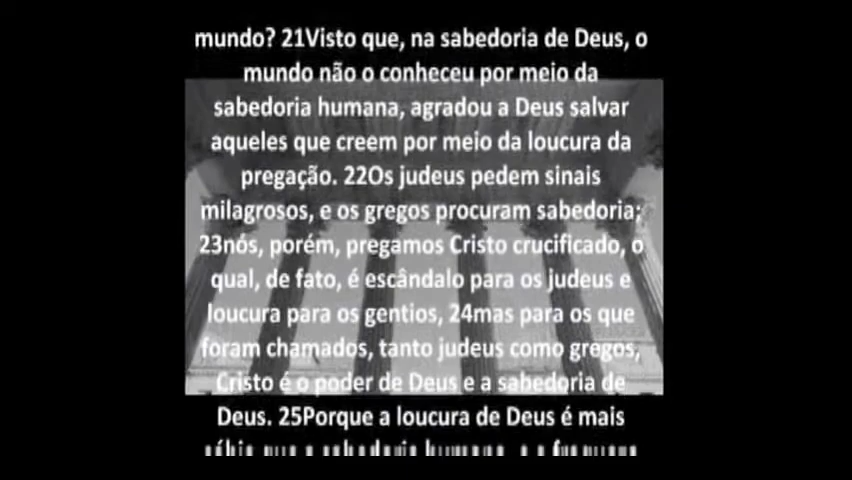 mundo? 21Visto que, na sabedoria de Deus, o
mundo não o conheceu por meio da
sabedoria humana, agradou a Deus salvar
aqueles que creem por meio da loucura da
pregação. 22Os judeus pedem sinais
milagrosos, e os gregos procuram sabedoria;
23nós, porém, pregamos Cristo crucificado, o
qual, de fato, é escândalo para os judeus e
loucura para os gentios, 24mas para os que
foram chamados, tanto judeus como gregos,
Cristo é o poder de Deus e a sabedoria de
Deus. 25Porque a loucura de Deus é mais